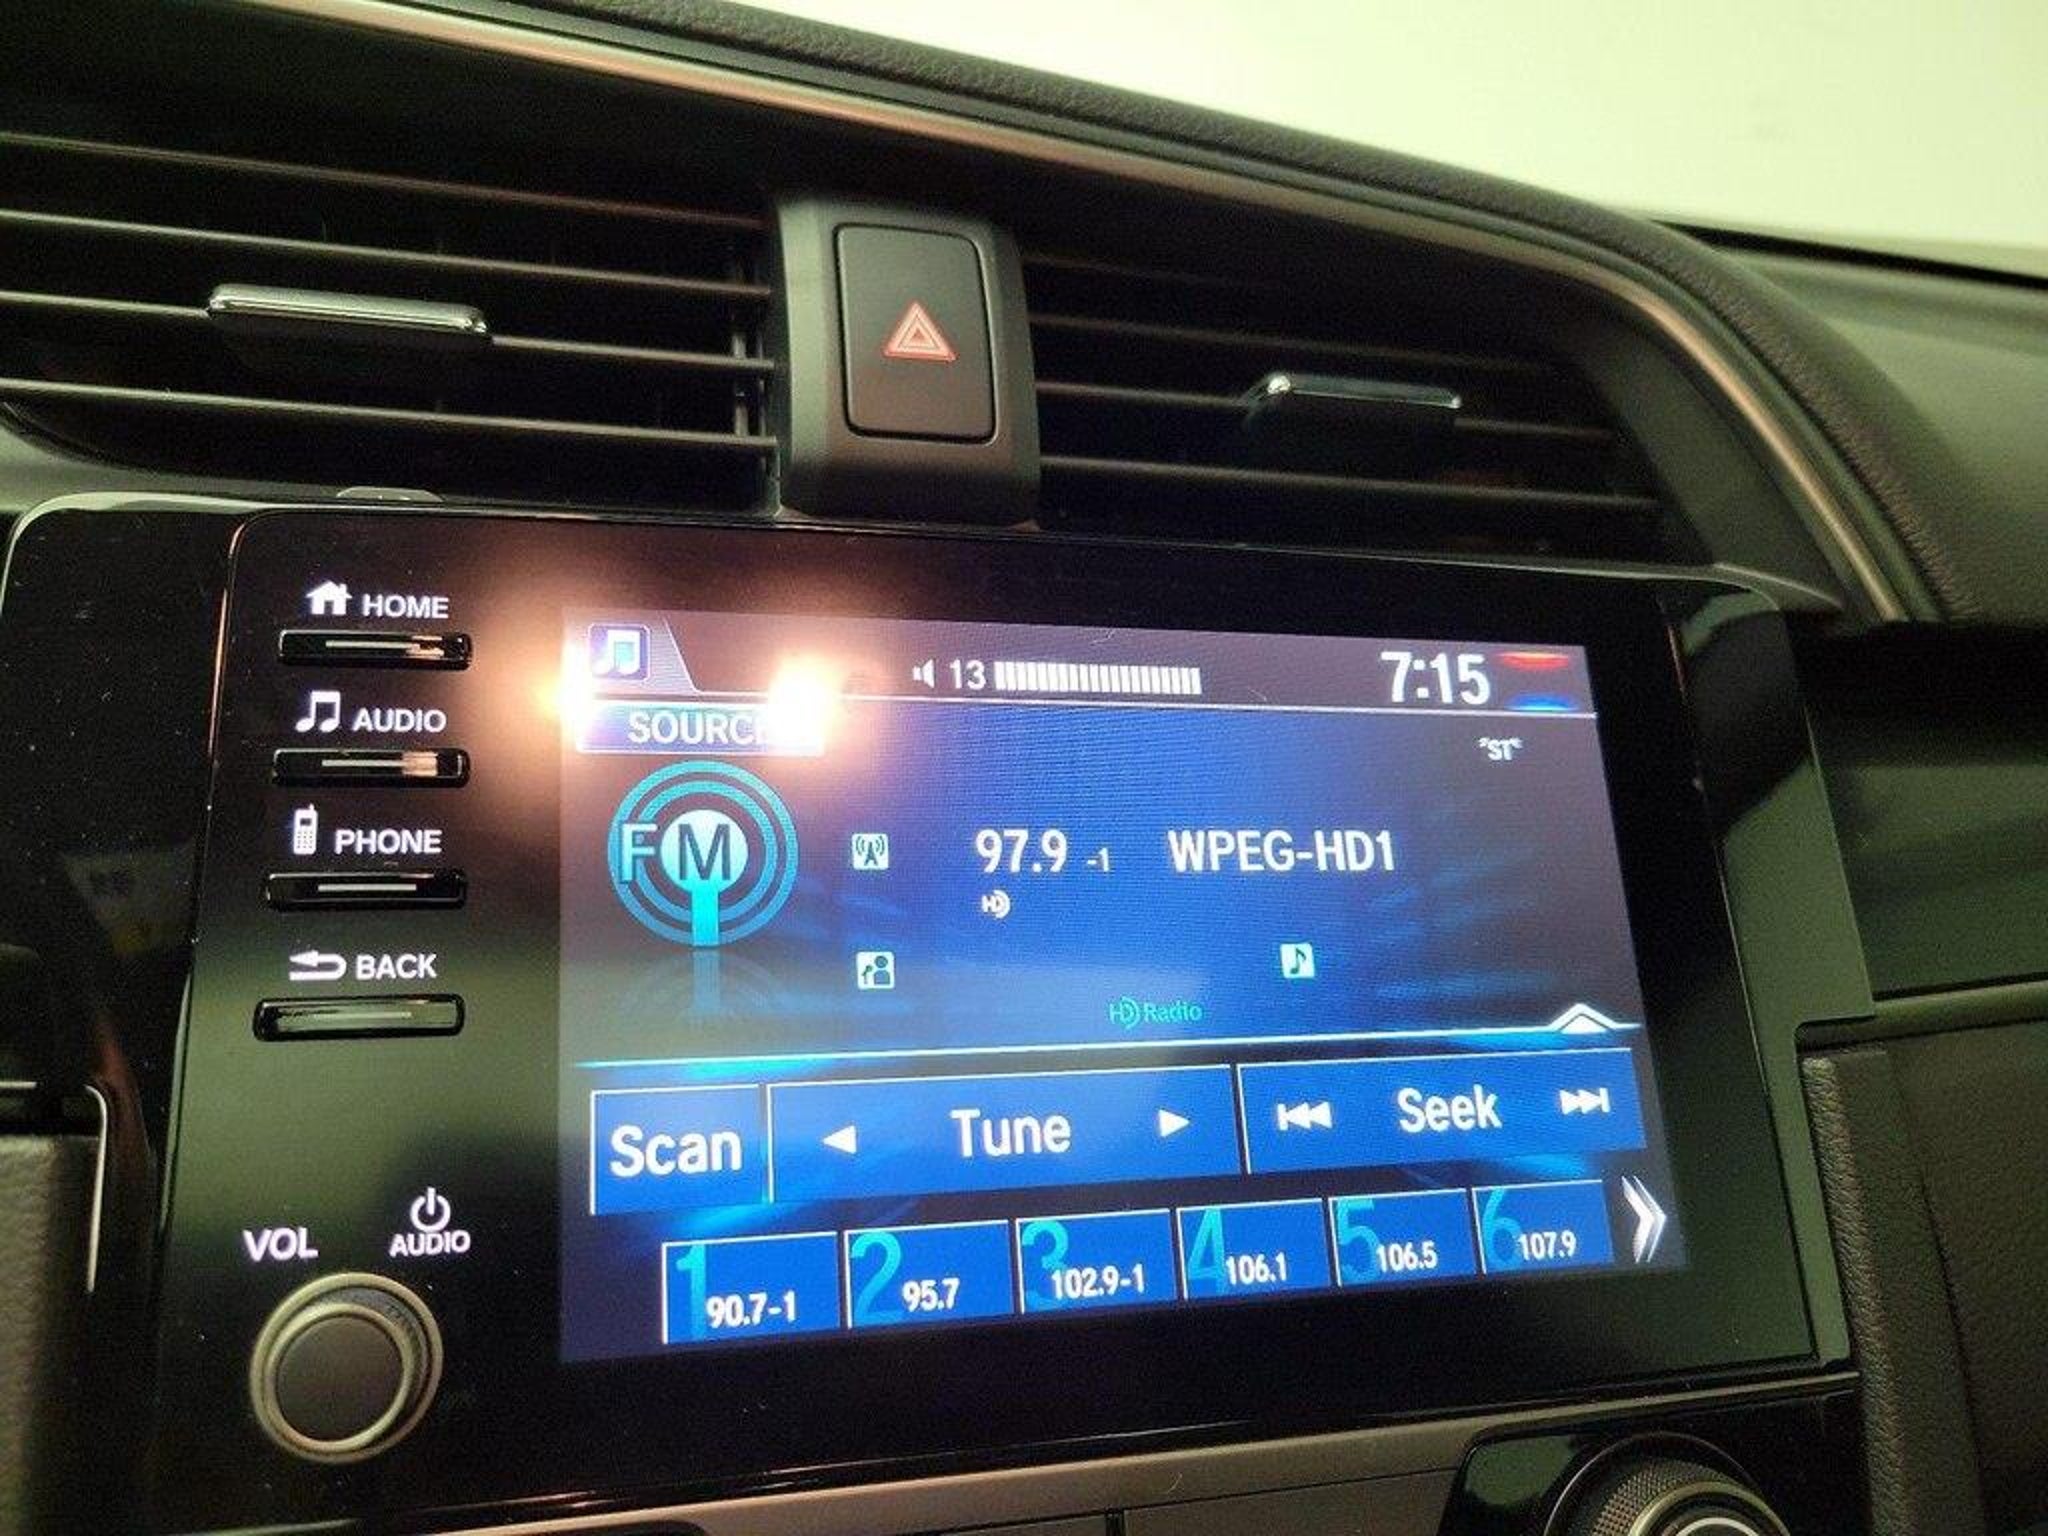 HOME
AUDIO
PHONE
BACK
VOL
AUDIO
13
7:15
SOURC
"ST"
FM
97.9 -1 WPEG-HD1
HD
HD Radio
Scan Tune Seek
1 90.7-1
2 95.7
3 102.9-1
4 106.1
5 106.5
6 107.9